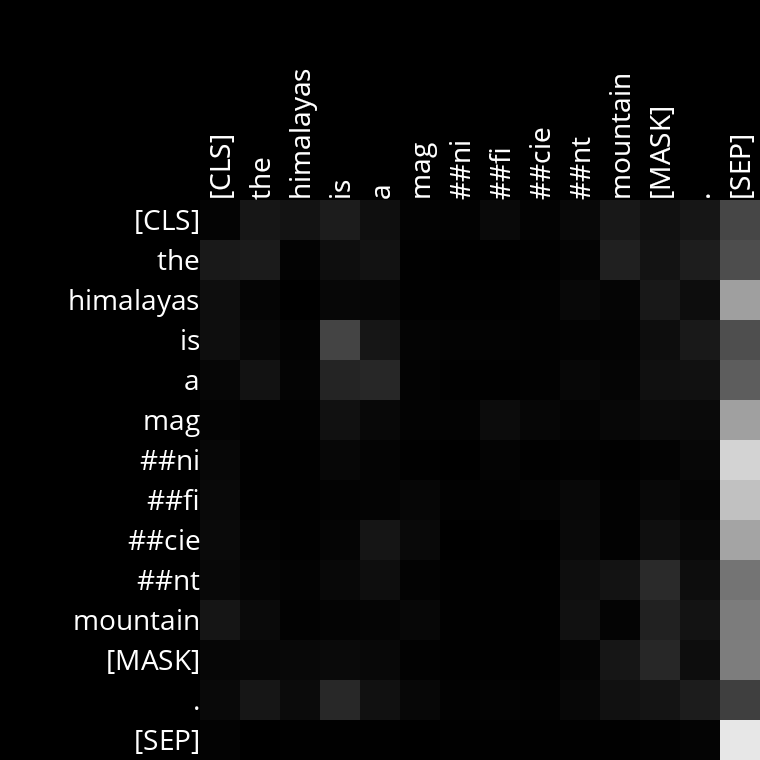 [CLS] the himalayas is a mag ##ni ##fi ##cie ##nt mountain [MASK] . [SEP]
[CLS]
the
himalayas
is
a
mag
##ni
##fi
##cie
##nt
mountain
[MASK]
.
[SEP]